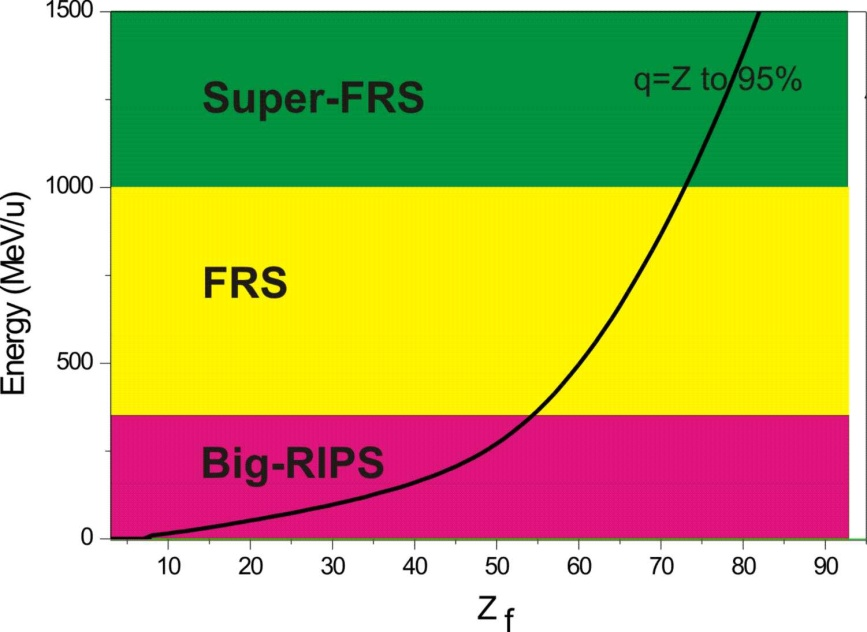 1500
q=Z to 95%
Super-FRS
1000
FRS
Energy (MeV/u)
500
Big-RIPS
0
10 20 30 40 50 60 70 80 90
Z f